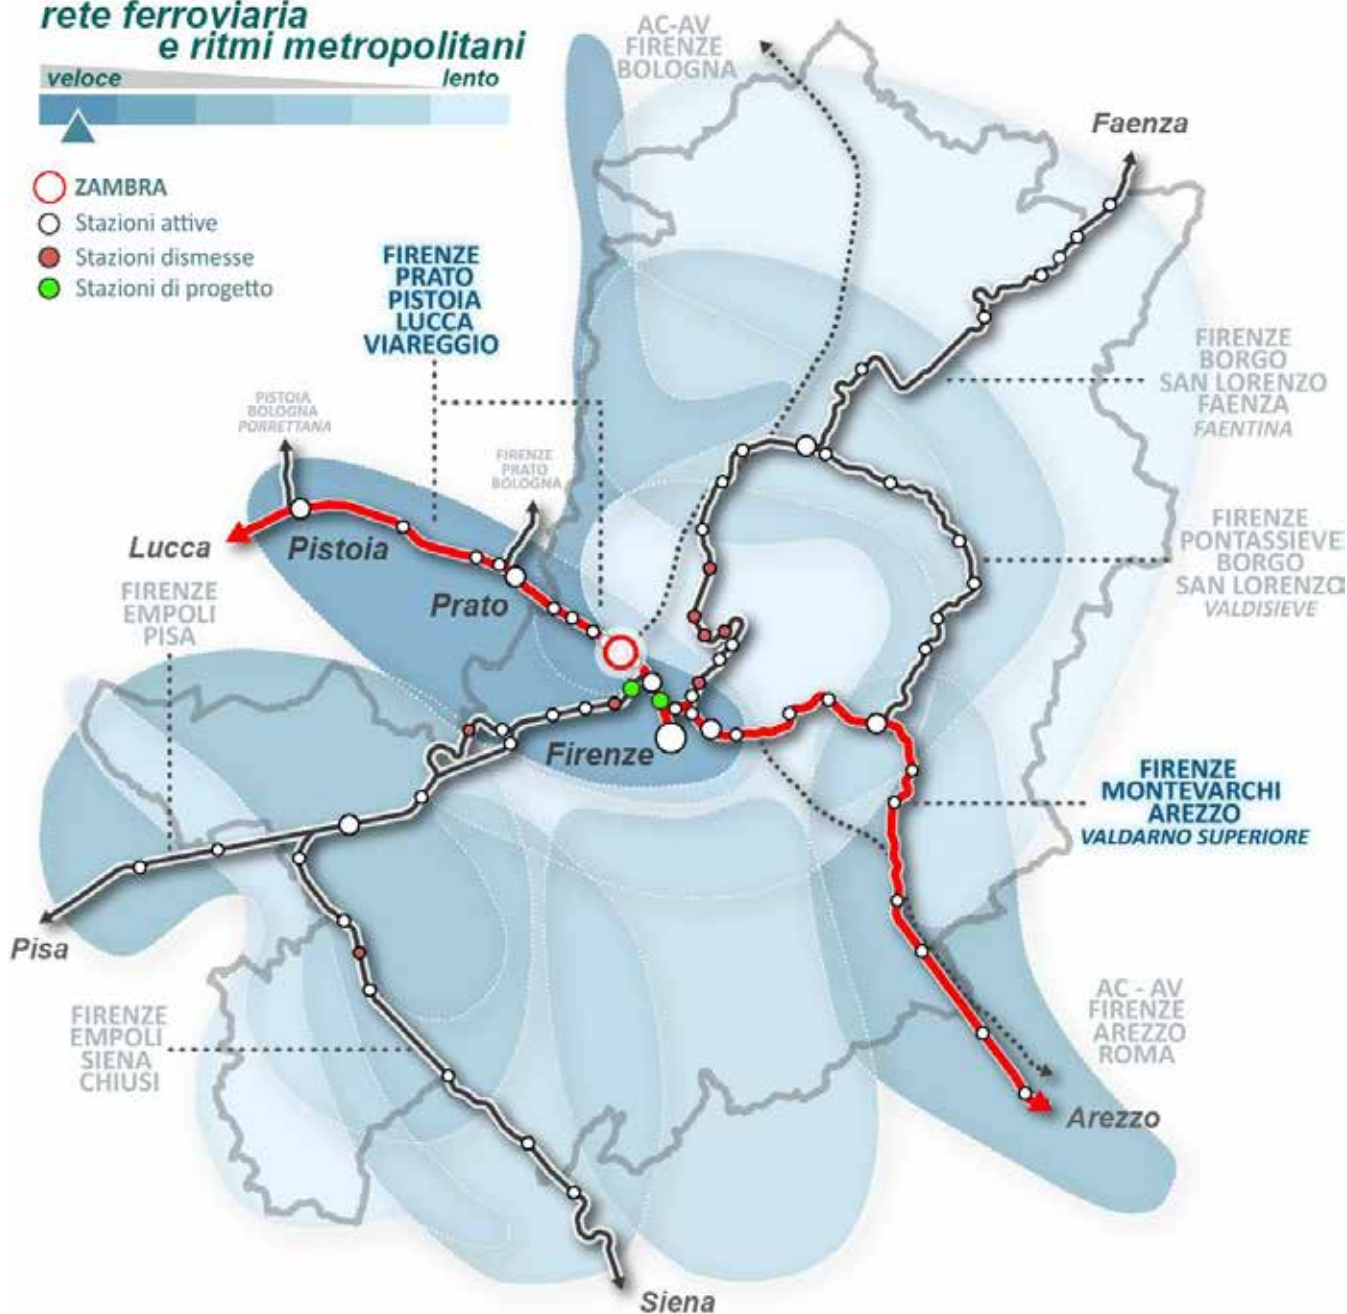 rete ferroviaria
e ritmi metropolitani
veloce lento
ZAMBRA
Stazioni attive
Stazioni dismesse
Stazioni di progetto
AC-AV
FIRENZE
BOLOGNA
Faenza
FIRENZE
PRATO
PISTOIA
LUCCA
VIAREGGIO
FIRENZE
BORGO
SAN LORENZO
FAENZA
FAENTINA
PISTOIA
BOLOGNA
PORRETTANA
FIRENZE
PRATO
BOLOGNA
Lucca
Pistoia
Prato
FIRENZE
PONTASSIEVE
BORGO
SAN LORENZO
VALDISIEVE
FIRENZE
EMPOLI
PISA
Firenze
FIRENZE
MONTEVARCHI
AREZZO
VALDARNO SUPERIORE
Pisa
FIRENZE
EMPOLI
SIENA
CHIUSI
AC - AV
FIRENZE
AREZZO
ROMA
Arezzo
Siena